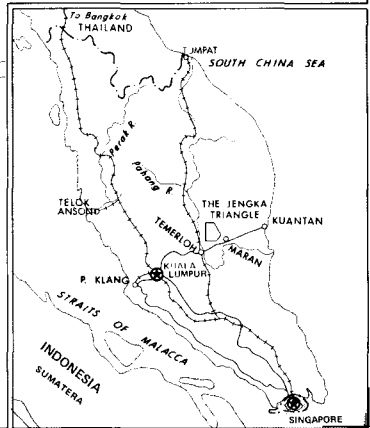 To Bangkok
THAILAND
TUMPAT
SOUTH CHINA SEA
Perak R.
Pahang R.
TELOK
ANSON
THE JENGKA
TRIANGLE
KUANTAN
TEMERLOH
MARAN
KUALA
LUMPUR
P. KLANG
STRAITS OF MALACCA
INDONESIA
SUMATERA
SINGAPORE